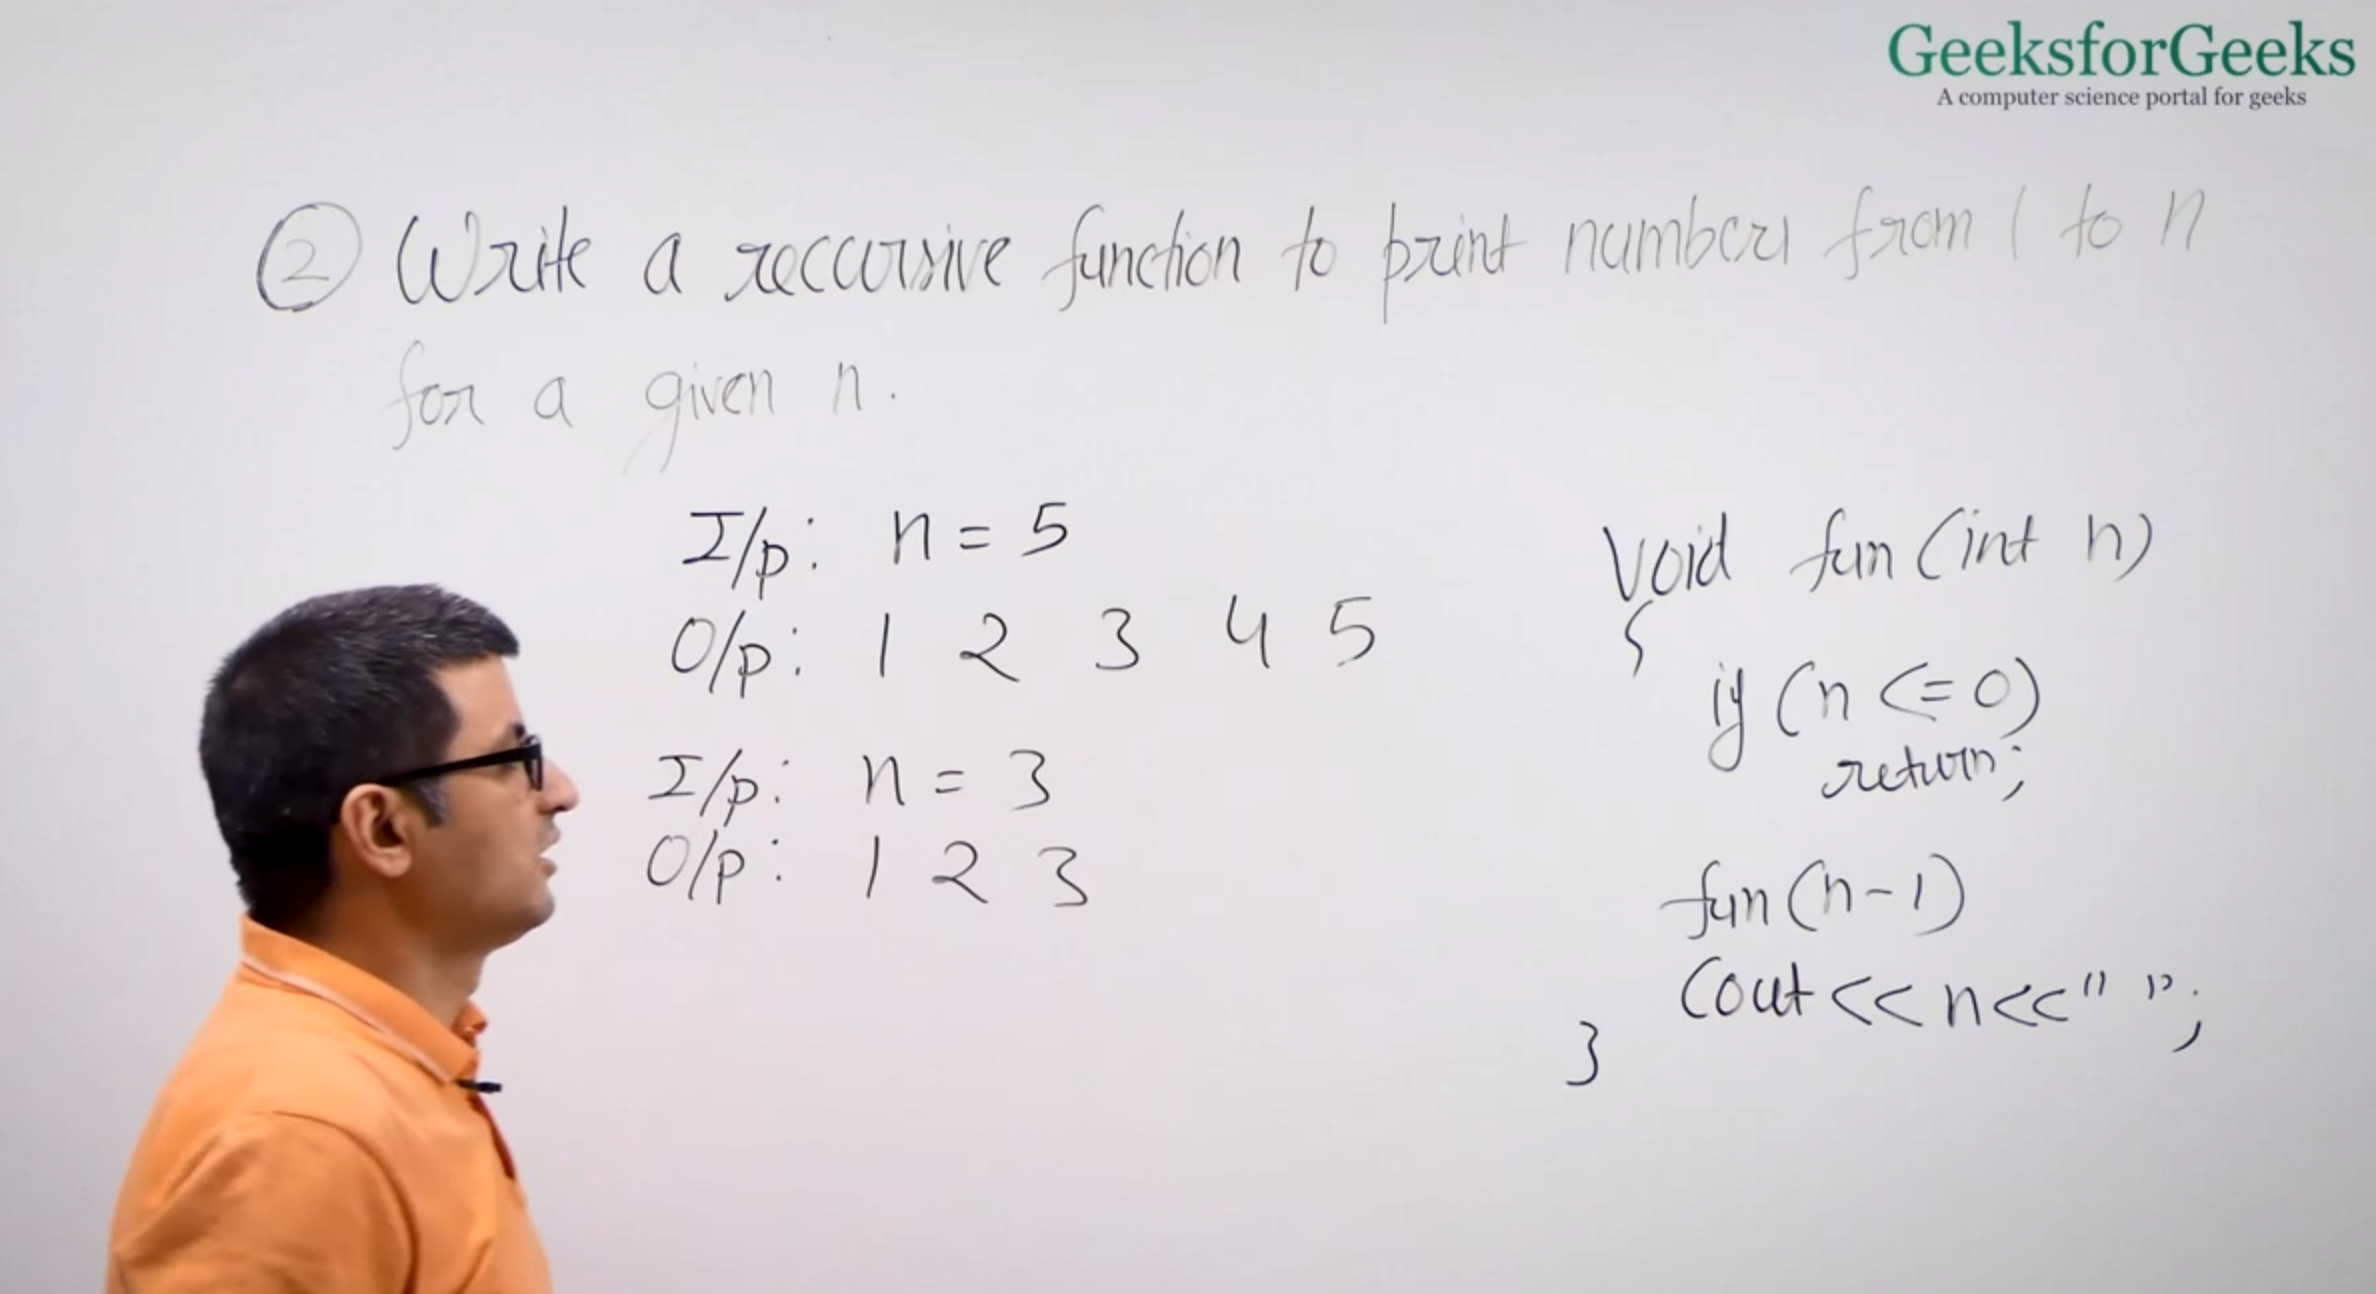 GeeksforGeeks
A computer science portal for geeks
② Write a reccursive function to print numbers from 1 to n
for a given n.
I/p: n = 5
O/p: 1 2 3 4 5
I/p: n = 3
O/p: 1 2 3
Void fun (int n)
{
if (n <= 0)
return;
fun (n-1)
Cout << n << " ";
}